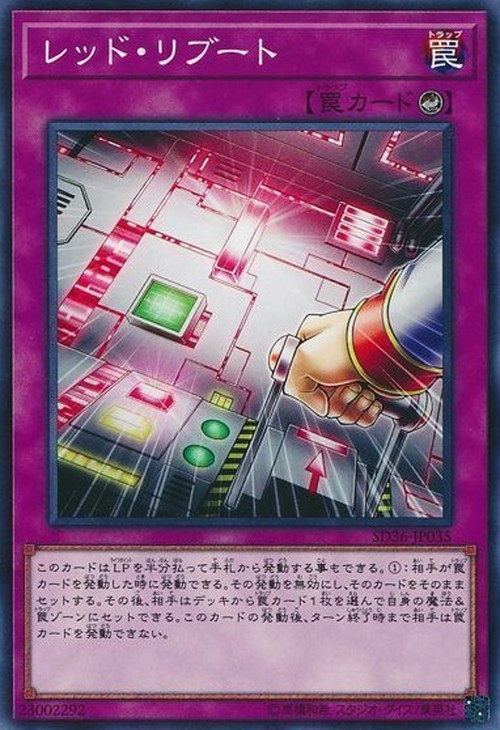 レッド・リブート
トラップ
罠
【罠カード】
SD36-JP035
このカードはLPを半分払って手札から発動する事もできる。①:相手が罠
カードを発動した時に発動できる。その発動を無効にし、そのカードをそのまま
セットする。その後、相手はデッキから罠カード1枚を選んで自身の魔法&
罠ゾーンにセットできる。このカードの発動後、ターン終了時まで相手は罠
カードを発動できない。
23002292
©高橋和希 スタジオ・ダイス/集英社